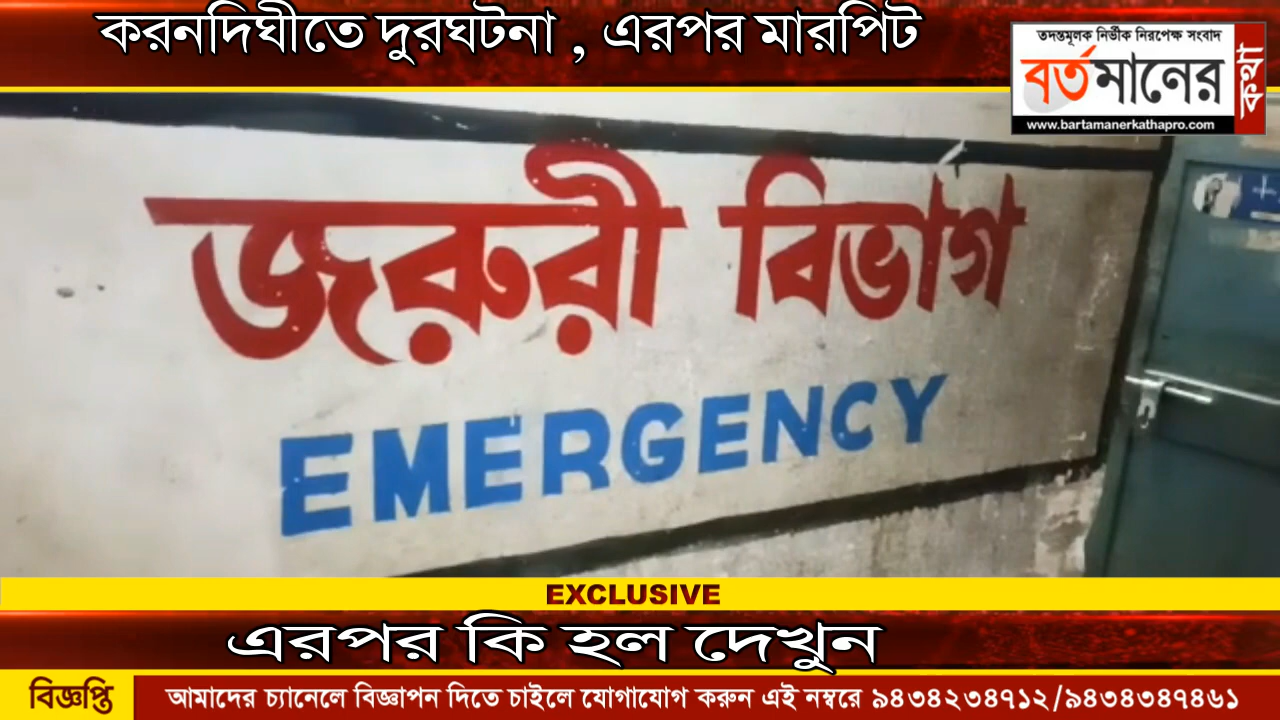 করনদিঘীতে দুরঘটনা , এরপর মারপিট
তদন্তমূলক নির্ভীক নিরপেক্ষ সংবাদ
বর্তমানের
কথা
www.bartamanerkathapro.com
জরুরী বিভাগ
EMERGENCY
EXCLUSIVE
এরপর কি হল দেখুন
বিজ্ঞপ্তি
আমাদের চ্যানেলে বিজ্ঞাপন দিতে চাইলে যোগাযোগ করুন এই নম্বরে ৯৪৩৪২৩৪৭১২/৯৪৩৪৩৪৭৪৬১